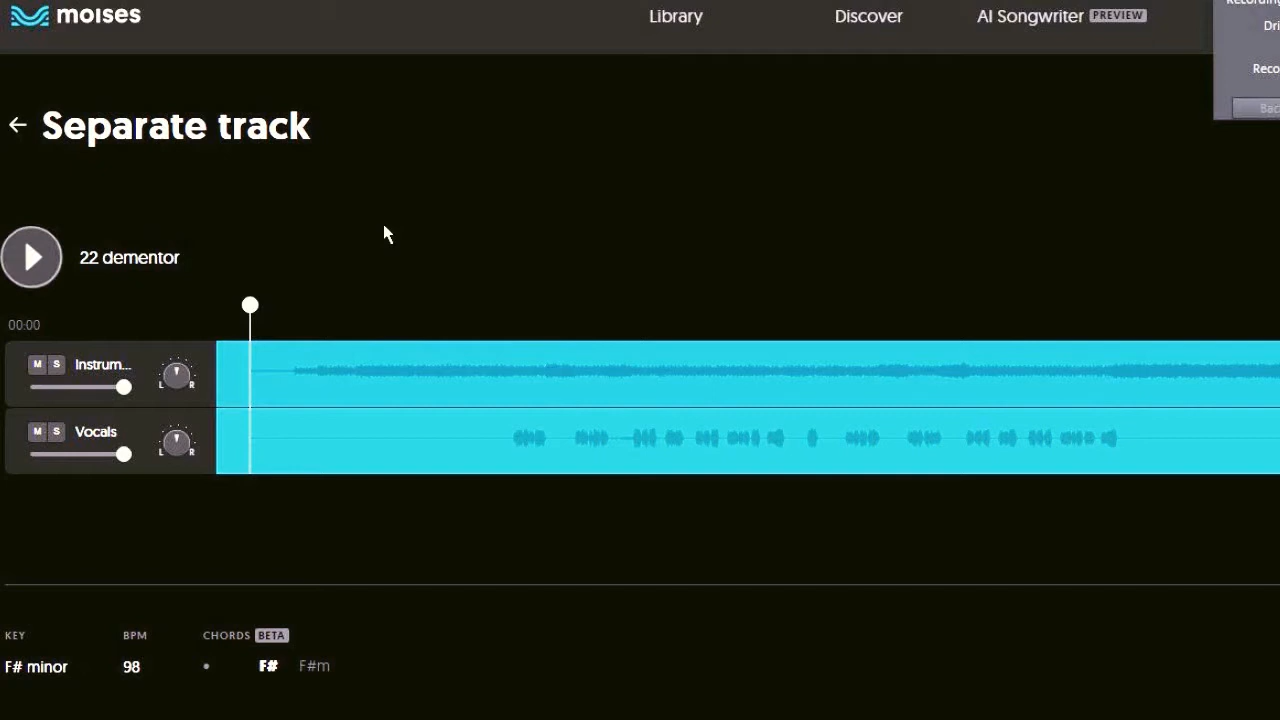 moises
Library
Discover
AI Songwriter PREVIEW
Separate track
22 dementor
00:00
M S Instrum...
L R
M S Vocals
L R
KEY
BPM
CHORDS BETA
F# minor
98
F#
F#m